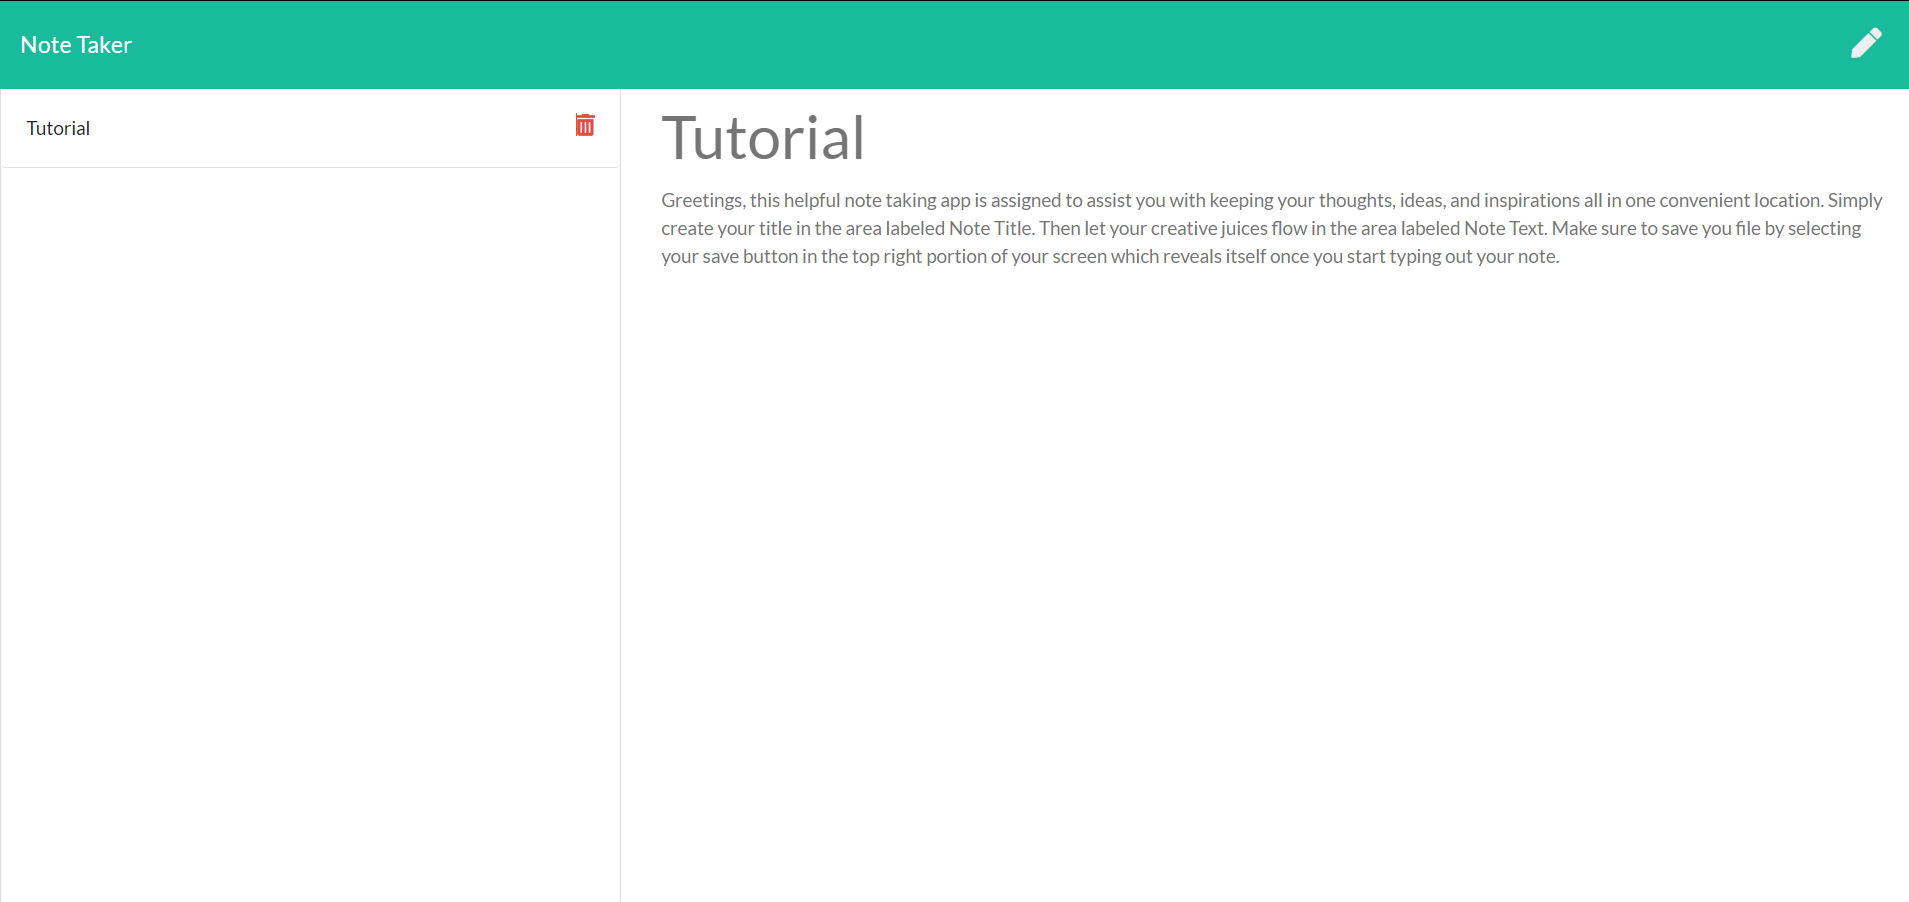 Note Taker
Tutorial
Tutorial
Greetings, this helpful note taking app is assigned to assist you with keeping your thoughts, ideas, and inspirations all in one convenient location. Simply
create your title in the area labeled Note Title. Then let your creative juices flow in the area labeled Note Text. Make sure to save you file by selecting
your save button in the top right portion of your screen which reveals itself once you start typing out your note.